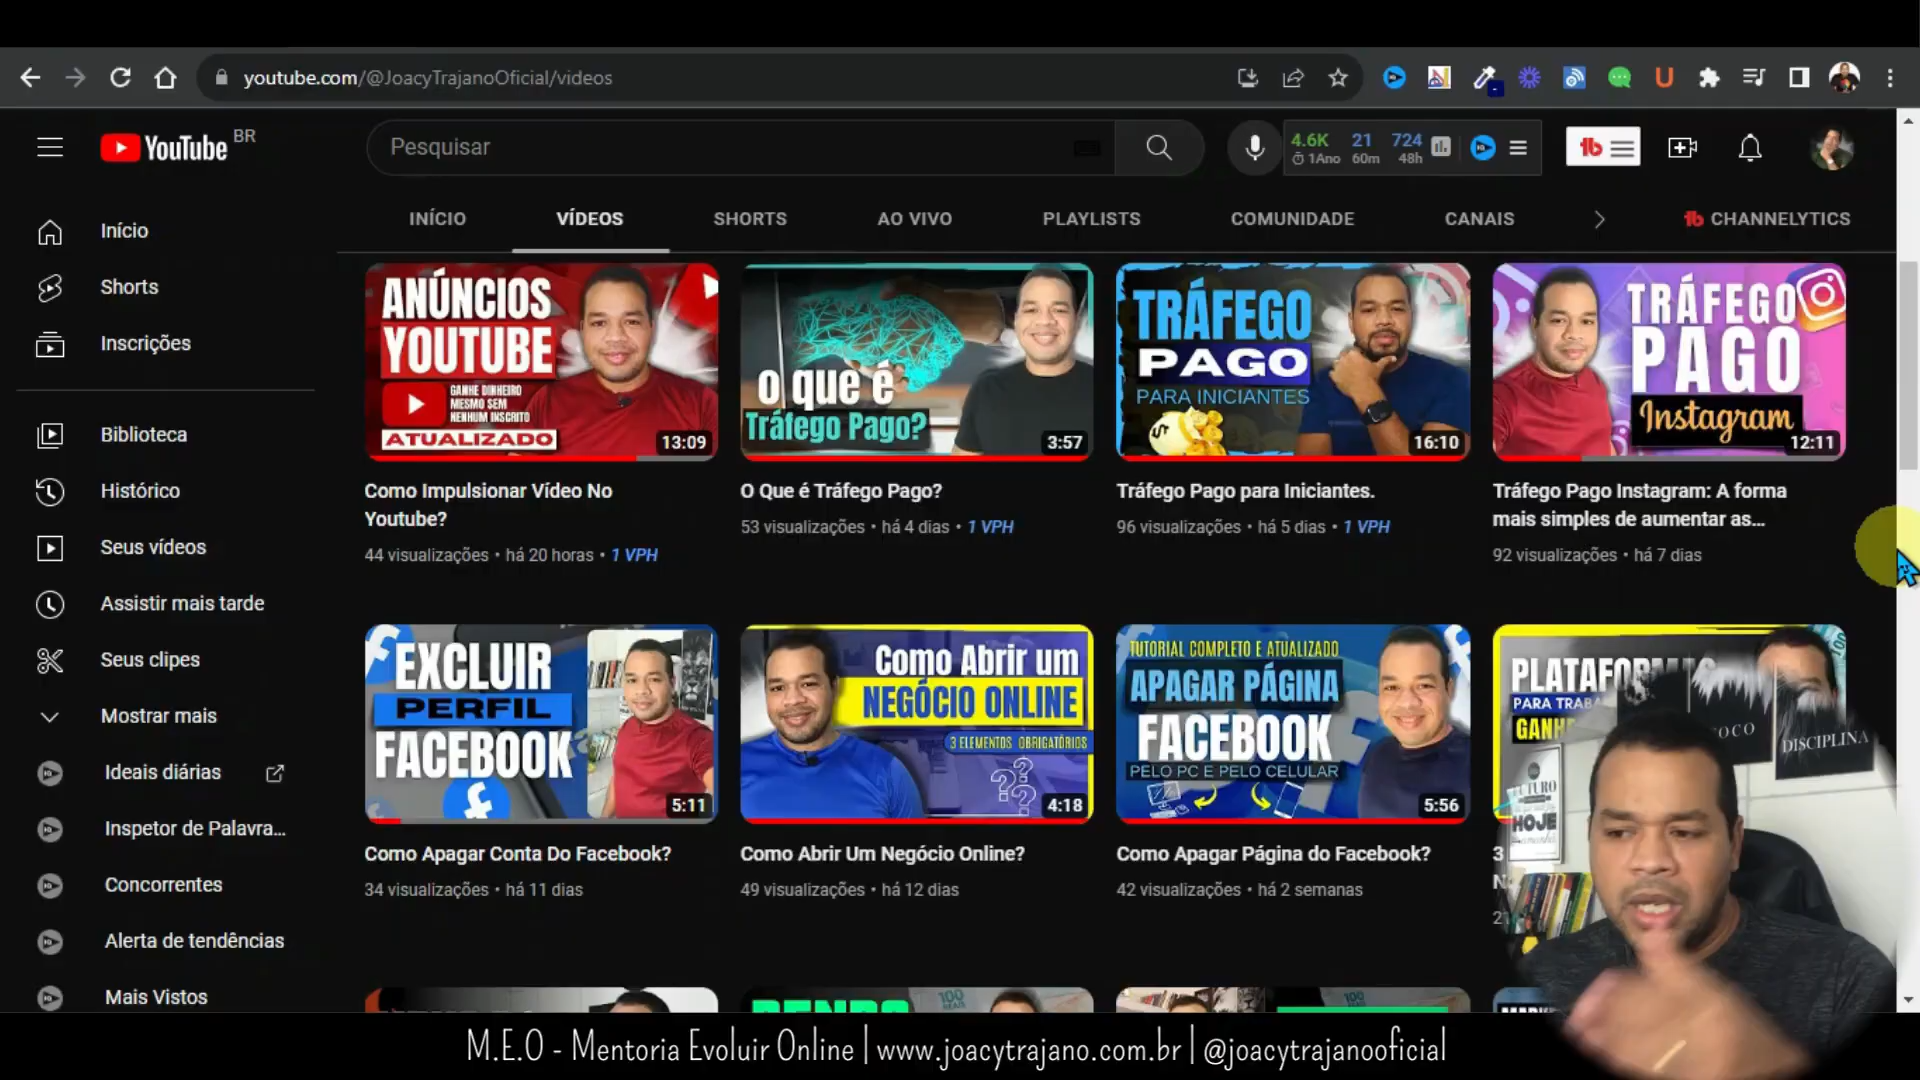 youtube.com/@JoacyTrajanoOficial/videos
YouTube BR
Pesquisar
4.6K 21 724
1Ano 60m 48h
INÍCIO VÍDEOS SHORTS AO VIVO PLAYLISTS COMUNIDADE CANAIS CHANNELYTICS
Início
Shorts
Inscrições
Biblioteca
Histórico
Seus vídeos
Assistir mais tarde
Seus clipes
Mostrar mais
Ideais diárias
Inspetor de Palavra...
Concorrentes
Alerta de tendências
Mais Vistos
ANÚNCIOS
YOUTUBE
GANHE DINHEIRO
MESMO SEM
NENHUM INSCRITO
ATUALIZADO
13:09
Como Impulsionar Vídeo No
Youtube?
44 visualizações • há 20 horas • 1 VPH
o que é
Tráfego Pago?
3:57
O Que é Tráfego Pago?
53 visualizações • há 4 dias • 1 VPH
TRÁFEGO
PAGO
PARA INICIANTES
16:10
Tráfego Pago para Iniciantes.
96 visualizações • há 5 dias • 1 VPH
TRÁFEGO
PAGO
Instagram
12:11
Tráfego Pago Instagram: A forma
mais simples de aumentar as...
92 visualizações • há 7 dias
EXCLUIR
PERFIL
FACEBOOK
5:11
Como Apagar Conta Do Facebook?
34 visualizações • há 11 dias
Como Abrir um
NEGÓCIO ONLINE
3 ELEMENTOS OBRIGATÓRIOS
4:18
Como Abrir Um Negócio Online?
49 visualizações • há 12 dias
TUTORIAL COMPLETO E ATUALIZADO
APAGAR PÁGINA
FACEBOOK
PELO PC E PELO CELULAR
5:56
Como Apagar Página do Facebook?
42 visualizações • há 2 semanas
PARA
DISCIPLINA
FUTURO
HOJE
3
100
REAIS
100
REAIS
M.E.O - Mentoria Evoluir Online | www.joacytrajano.com.br | @joacytrajanooficial